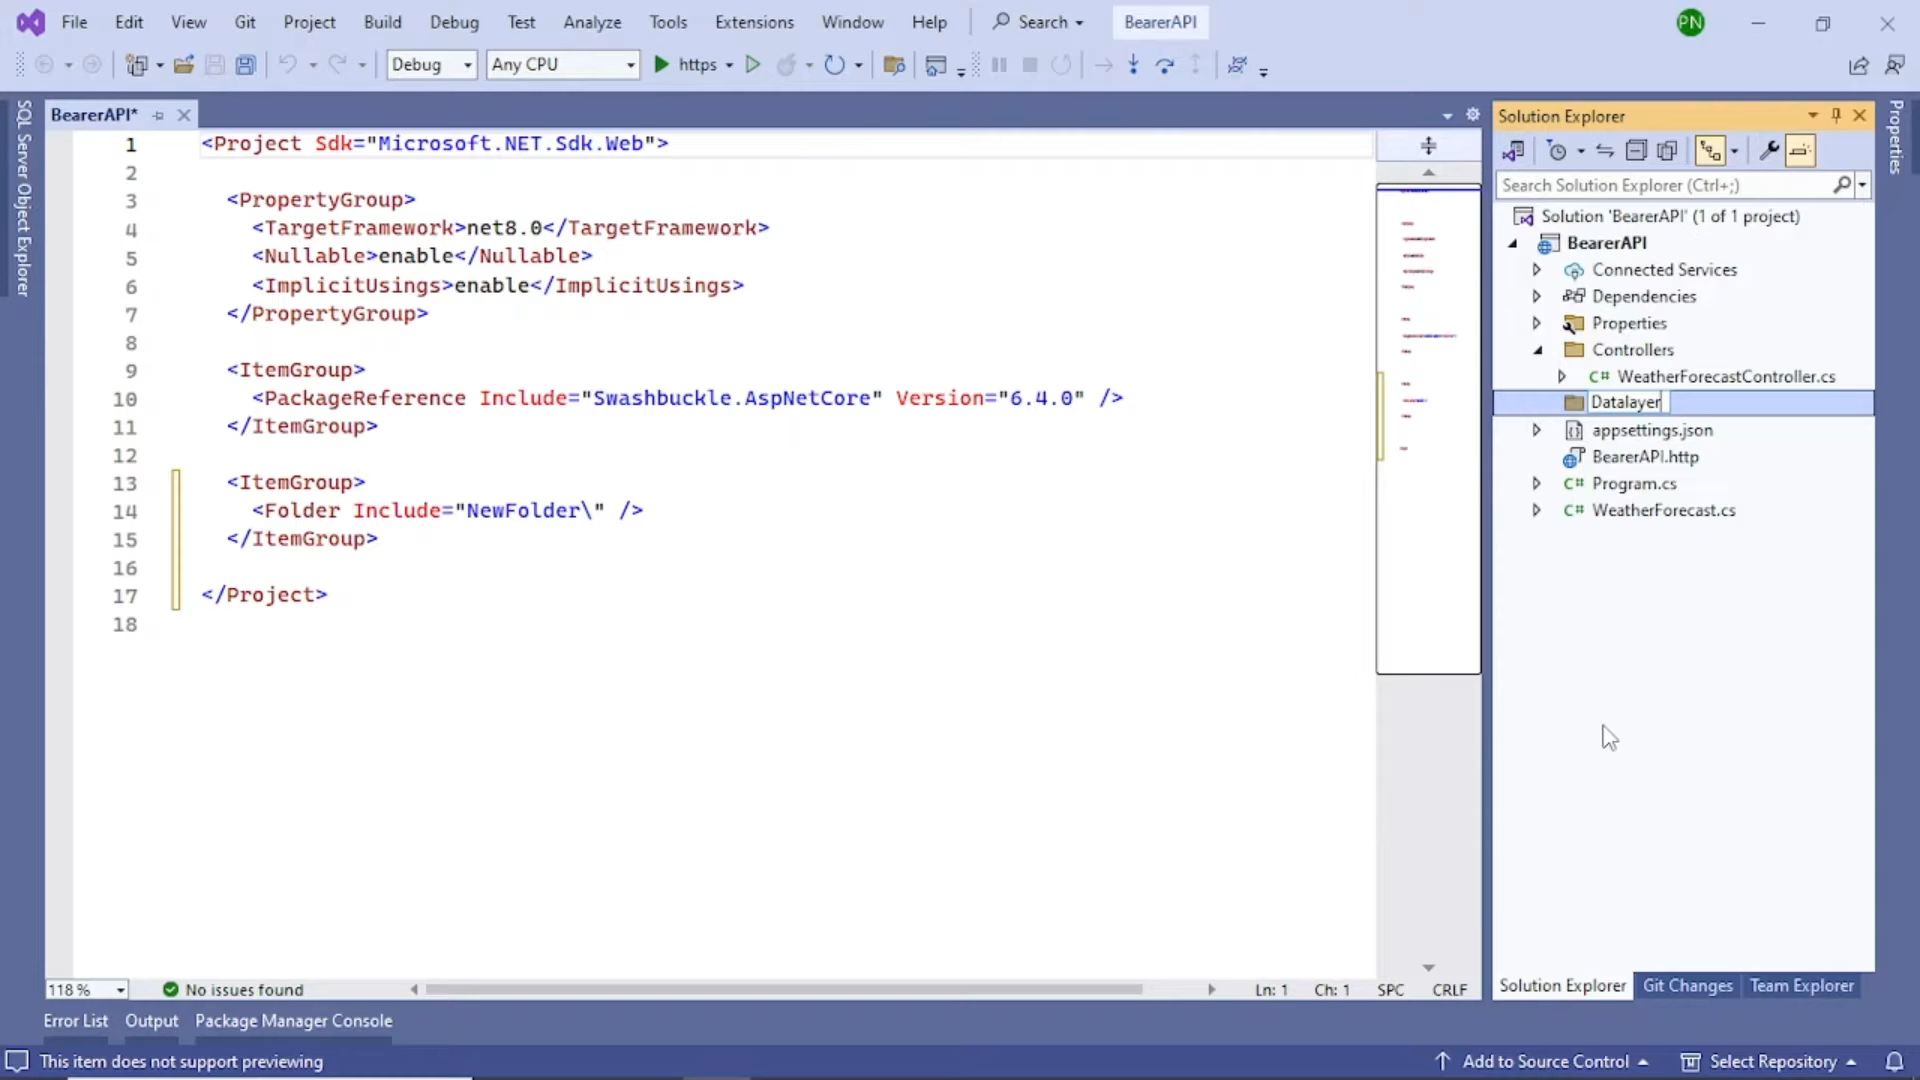 File Edit View Git Project Build Debug Test Analyze Tools Extensions Window Help Search BearerAPI PN
Debug Any CPU https
SQL Server Object Explorer
BearerAPI*
1 <Project Sdk="Microsoft.NET.Sdk.Web">
2
3 <PropertyGroup>
4 <TargetFramework>net8.0</TargetFramework>
5 <Nullable>enable</Nullable>
6 <ImplicitUsings>enable</ImplicitUsings>
7 </PropertyGroup>
8
9 <ItemGroup>
10 <PackageReference Include="Swashbuckle.AspNetCore" Version="6.4.0" />
11 </ItemGroup>
12
13 <ItemGroup>
14 <Folder Include="NewFolder\" />
15 </ItemGroup>
16
17 </Project>
18
118 % No issues found Ln: 1 Ch: 1 SPC CRLF
Solution Explorer
Search Solution Explorer (Ctrl+;)
Solution 'BearerAPI' (1 of 1 project)
BearerAPI
Connected Services
Dependencies
Properties
Controllers
C# WeatherForecastController.cs
Datalayer
appsettings.json
BearerAPI.http
C# Program.cs
C# WeatherForecast.cs
Solution Explorer Git Changes Team Explorer
Properties
Error List Output Package Manager Console
This item does not support previewing Add to Source Control Select Repository